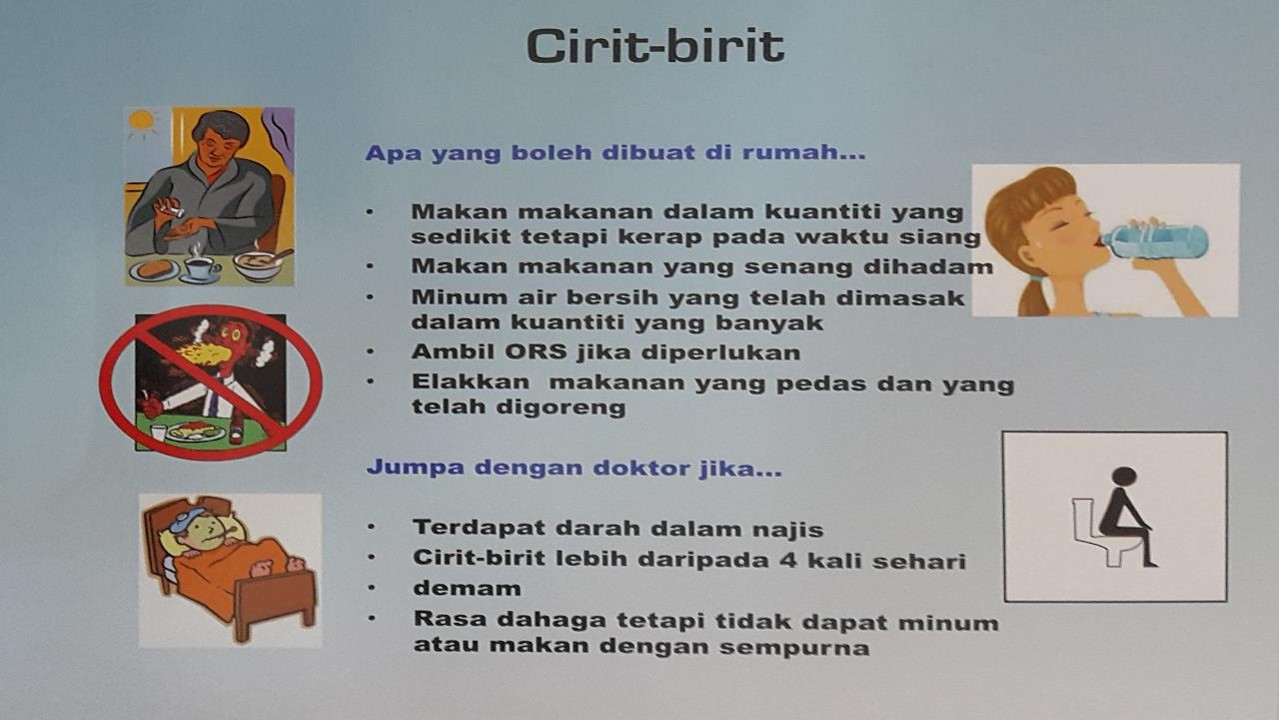 Cirit-birit
Apa yang boleh dibuat di rumah...
• Makan makanan dalam kuantiti yang
sedikit tetapi kerap pada waktu siang
• Makan makanan yang senang dihadam
• Minum air bersih yang telah dimasak
dalam kuantiti yang banyak
• Ambil ORS jika diperlukan
• Elakkan makanan yang pedas dan yang
telah digoreng
Jumpa dengan doktor jika...
• Terdapat darah dalam najis
• Cirit-birit lebih daripada 4 kali sehari
• demam
• Rasa dahaga tetapi tidak dapat minum
atau makan dengan sempurna